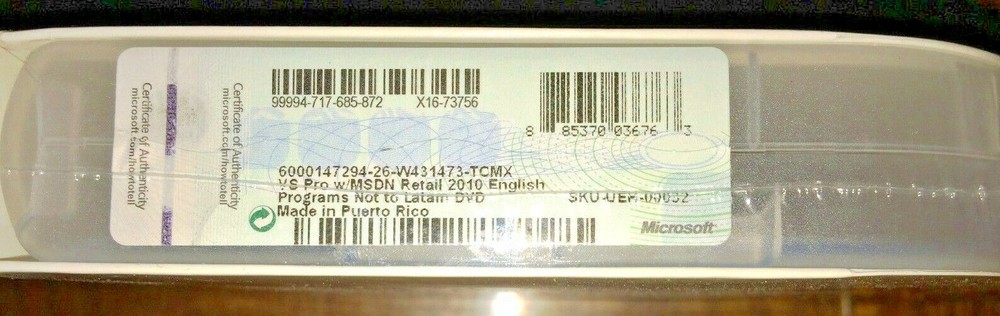 Certificate of Authenticity
microsoft.com/howtotell
Certificate of Authenticity
microsoft.com/howtotell
99994-717-685-872 X16-73756
8 85370 03676 3
6000147294-26-W431473-TCMX
VS Pro w/MSDN Retail 2010 English
Programs Not to Latam DVD SKU-UER-00032
Made in Puerto Rico
Microsoft